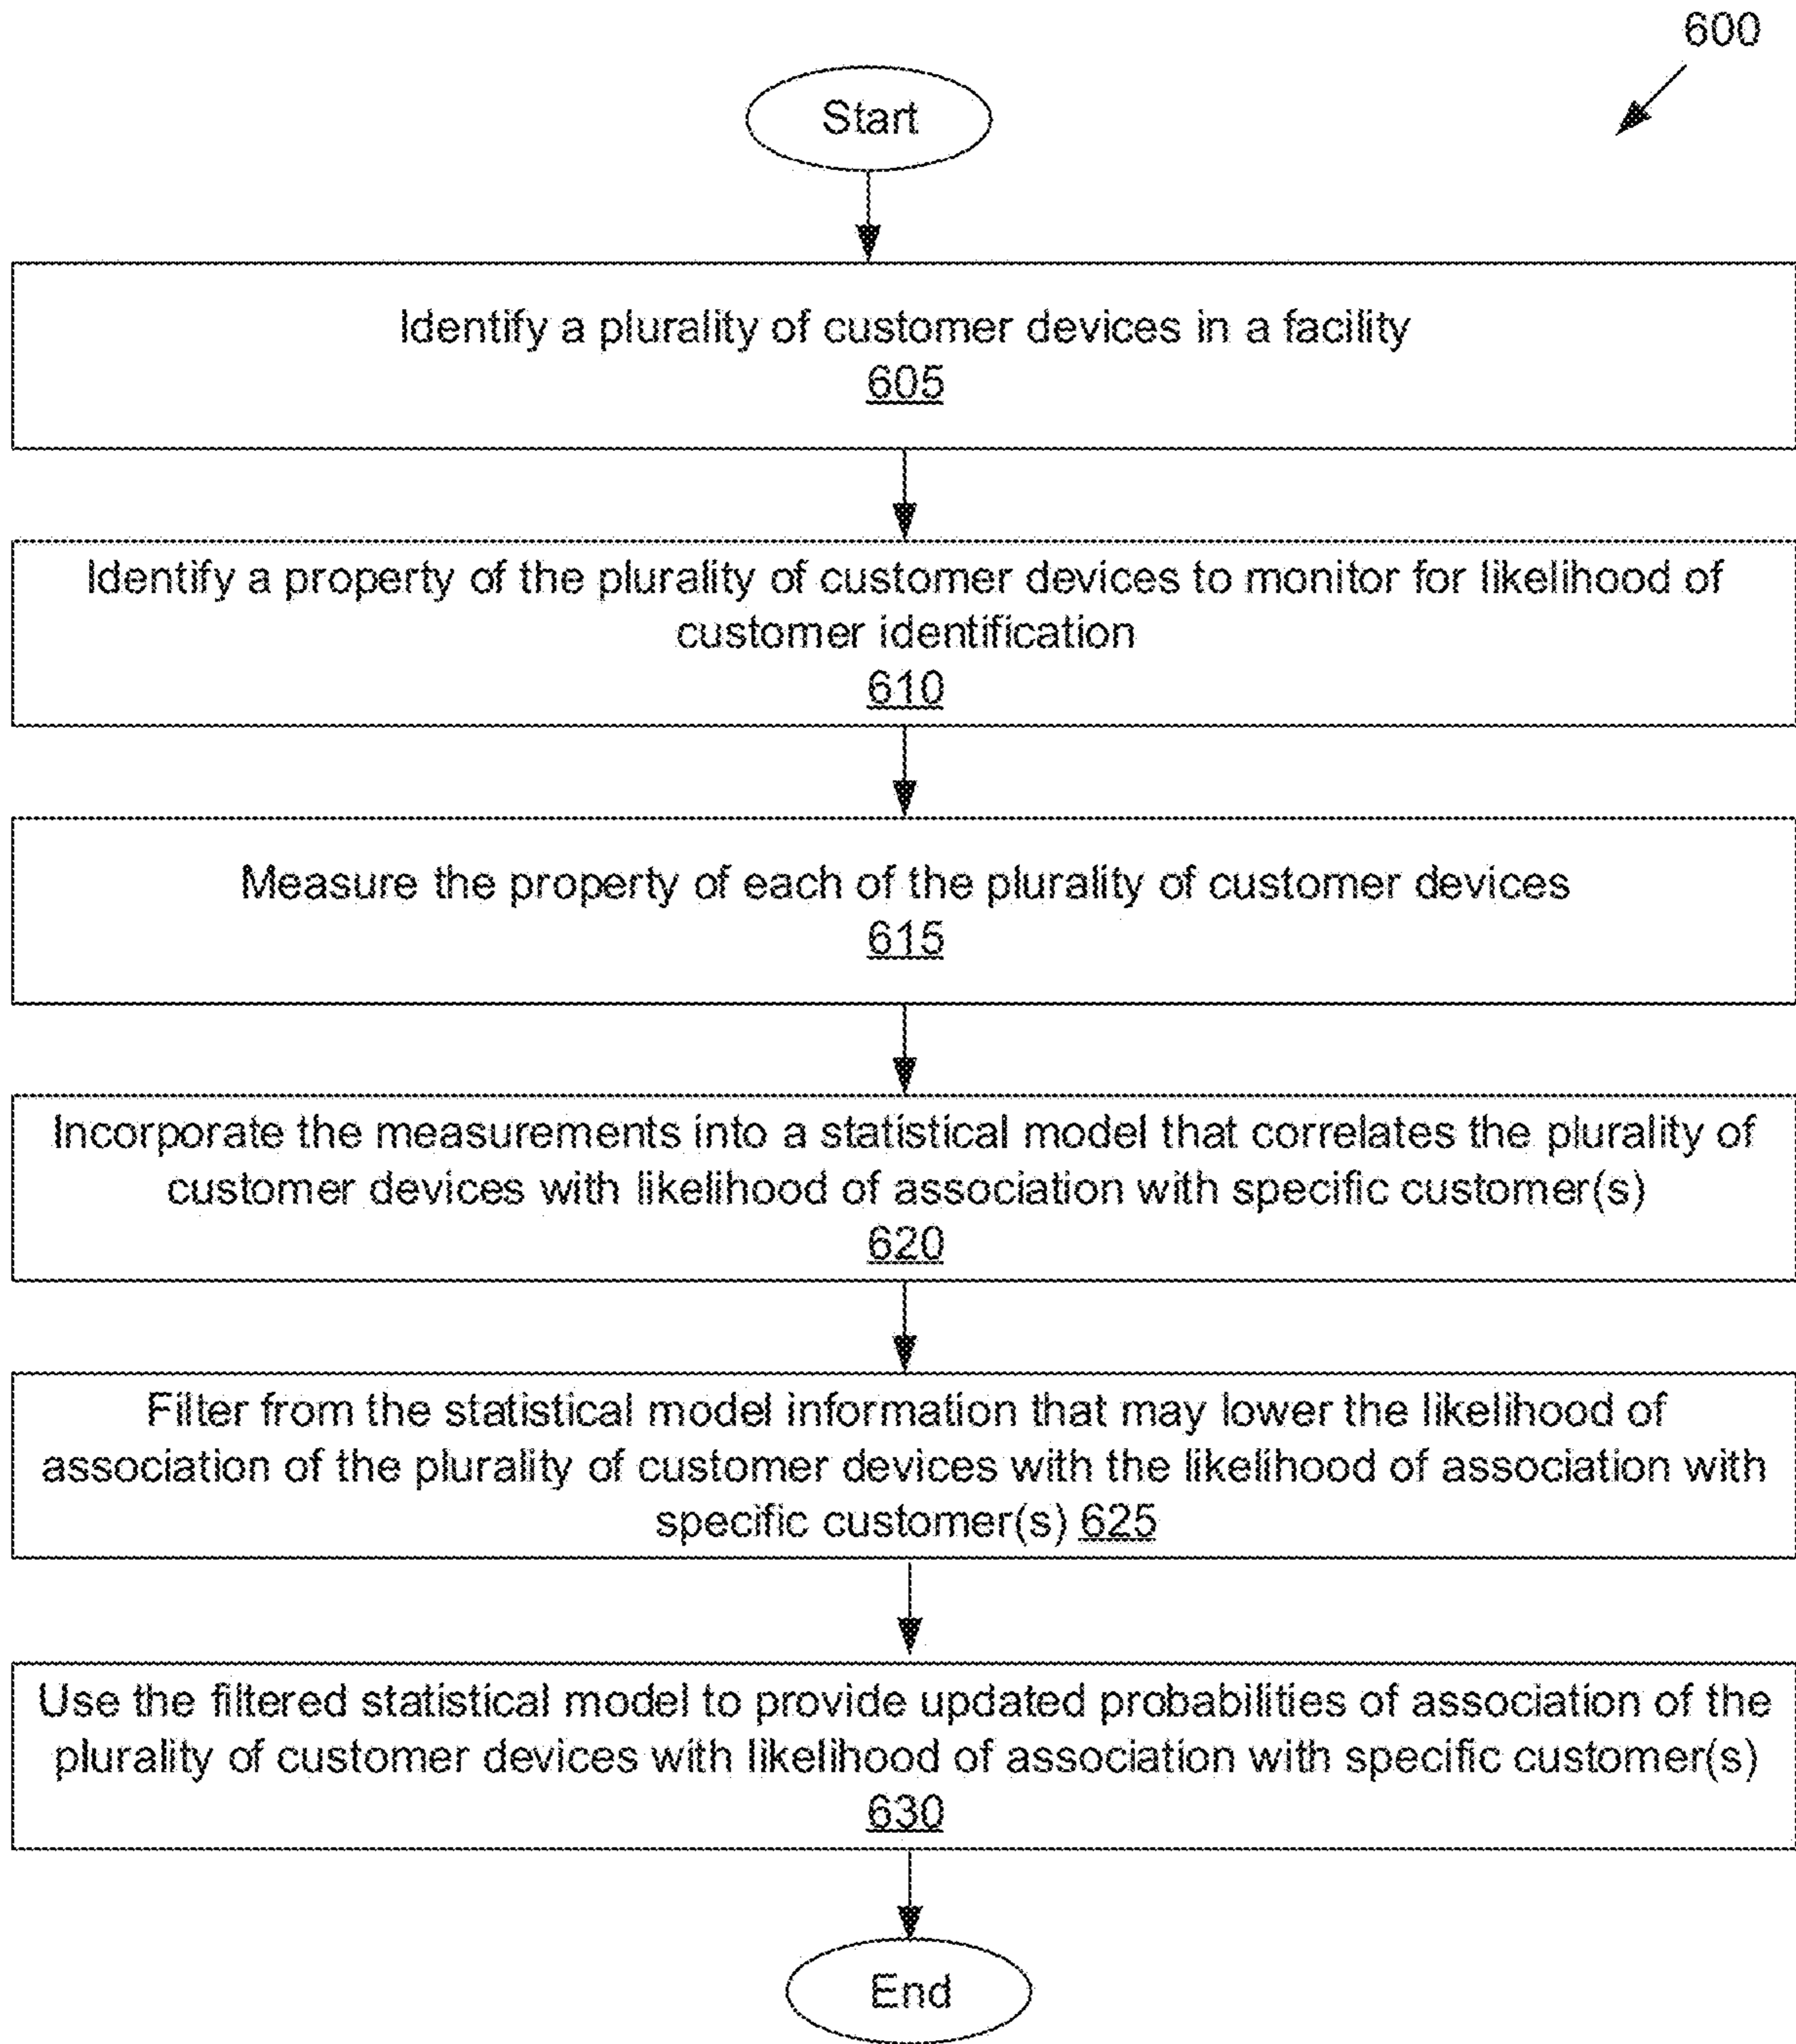 600
Start
Identify a plurality of customer devices in a facility
605
Identify a property of the plurality of customer devices to monitor for likelihood of
customer identification
610
Measure the property of each of the plurality of customer devices
615
Incorporate the measurements into a statistical model that correlates the plurality of
customer devices with likelihood of association with specific customer(s)
620
Filter from the statistical model information that may lower the likelihood of
association of the plurality of customer devices with the likelihood of association with
specific customer(s) 625
Use the filtered statistical model to provide updated probabilities of association of the
plurality of customer devices with likelihood of association with specific customer(s)
630
End